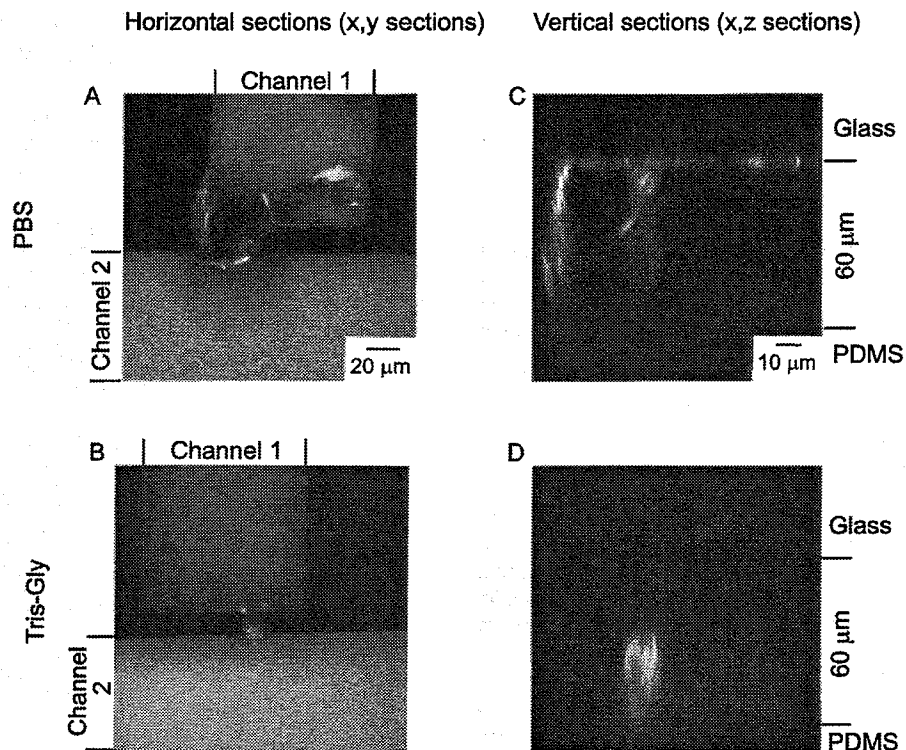 Horizontal sections (x,y sections)
Vertical sections (x,z sections)
A
Channel 1
C
Glass
PBS
Channel 2
60 µm
20 µm
10 µm
PDMS
B
Channel 1
D
Glass
Tris-Gly
Channel
2
60 µm
PDMS